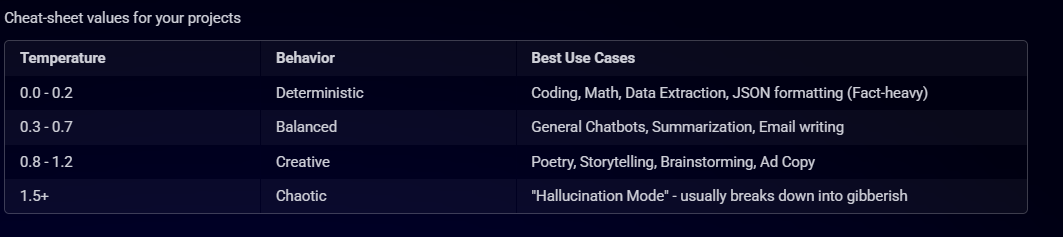 Cheat-sheet values for your projects
Temperature Behavior Best Use Cases
0.0 - 0.2 Deterministic Coding, Math, Data Extraction, JSON formatting (Fact-heavy)
0.3 - 0.7 Balanced General Chatbots, Summarization, Email writing
0.8 - 1.2 Creative Poetry, Storytelling, Brainstorming, Ad Copy
1.5+ Chaotic "Hallucination Mode" - usually breaks down into gibberish